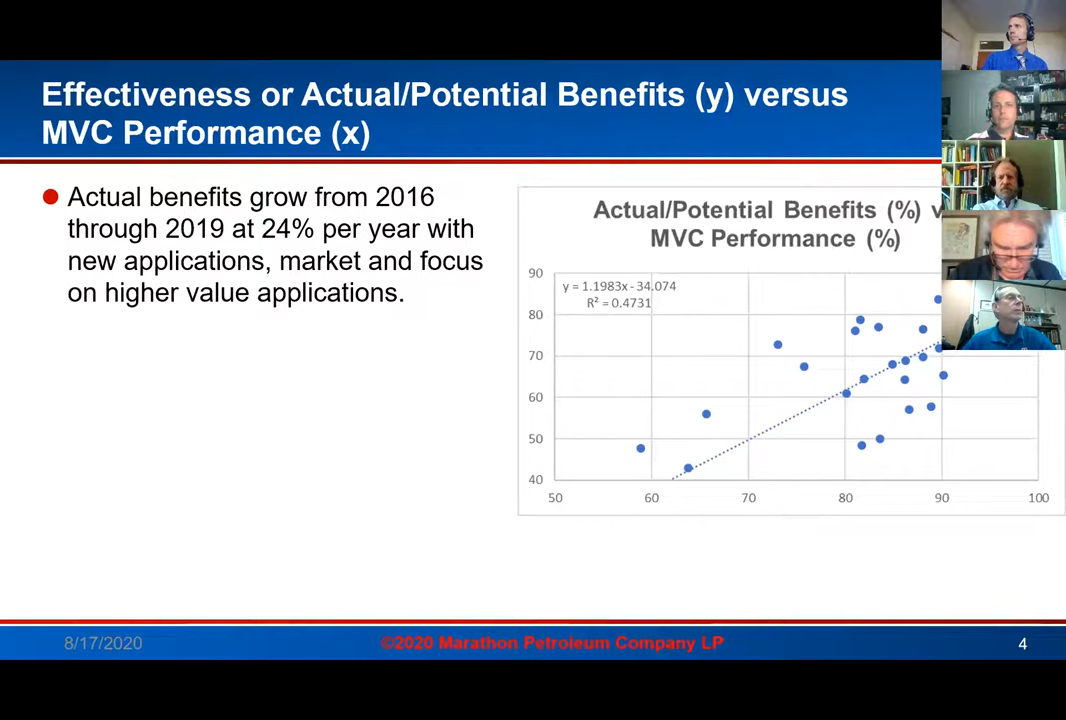 Effectiveness or Actual/Potential Benefits (y) versus
MVC Performance (x)
Actual benefits grow from 2016
through 2019 at 24% per year with
new applications, market and focus
on higher value applications.
Actual/Potential Benefits (%) v
MVC Performance (%)
y = 1.1983x - 34.074
R² = 0.4731
90
80
70
60
50
40
50 60 70 80 90 100
8/17/2020 ©2020 Marathon Petroleum Company LP 4